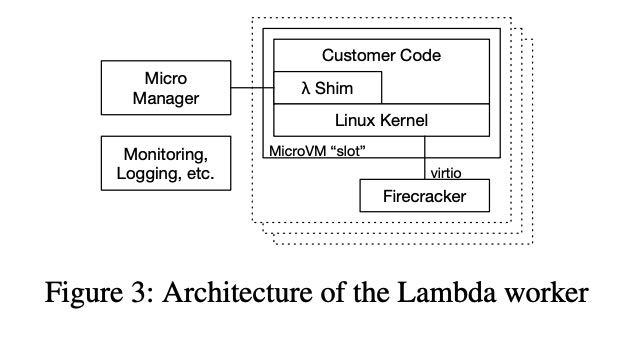 Customer Code
Micro
Manager
λ Shim
Linux Kernel
Monitoring,
Logging, etc.
MicroVM “slot”
virtio
Firecracker
Figure 3: Architecture of the Lambda worker